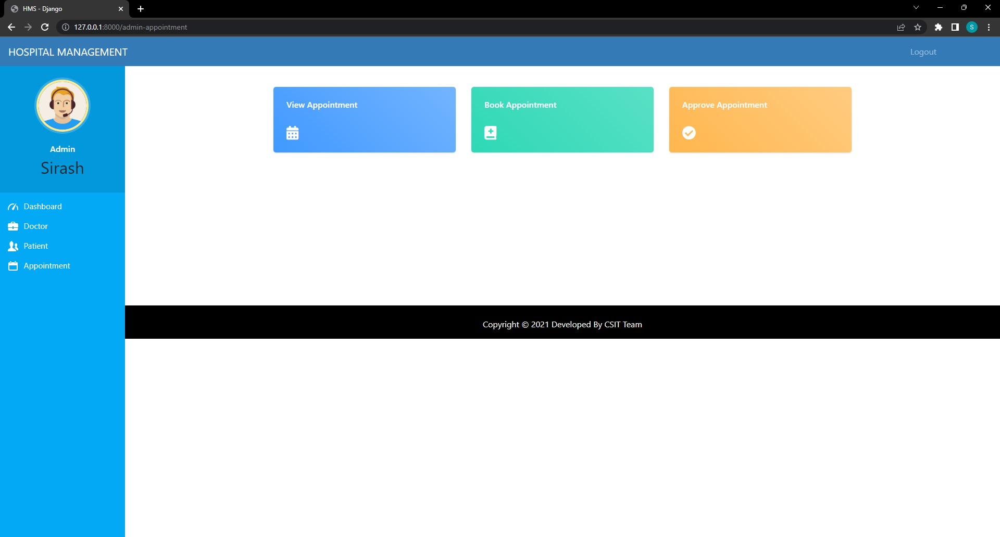 HMS - Django
127.0.0.1:8000/admin-appointment
S
HOSPITAL MANAGEMENT
Logout
Admin
Sirash
Dashboard
Doctor
Patient
Appointment
View Appointment
Book Appointment
Approve Appointment
Copyright © 2021 Developed By CSIT Team